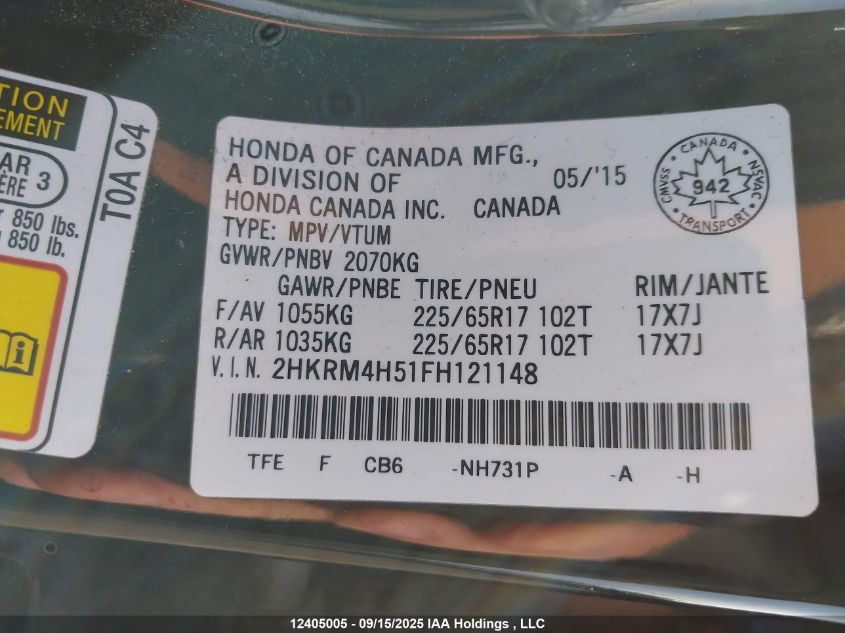 TION
EMENT
AR
ÈRE 3
850 lbs.
850 lb.
TOA C4
HONDA OF CANADA MFG.,
A DIVISION OF 05/'15
HONDA CANADA INC. CANADA
TYPE: MPV/VTUM
GVWR/PNBV 2070KG
GAWR/PNBE TIRE/PNEU RIM/JANTE
F/AV 1055KG 225/65R17 102T 17X7J
R/AR 1035KG 225/65R17 102T 17X7J
V.I.N. 2HKRM4H51FH121148
TFE F CB6 -NH731P -A -H
CANADA
CMVSS 942 NSVAC
TRANSPORT
12405005 - 09/15/2025 IAA Holdings , LLC